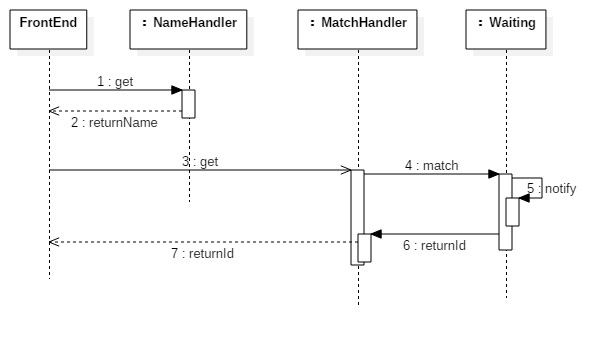 FrontEnd
: NameHandler
: MatchHandler
: Waiting
1 : get
2 : returnName
3 : get
4 : match
5 : notify
6 : returnId
7 : returnId